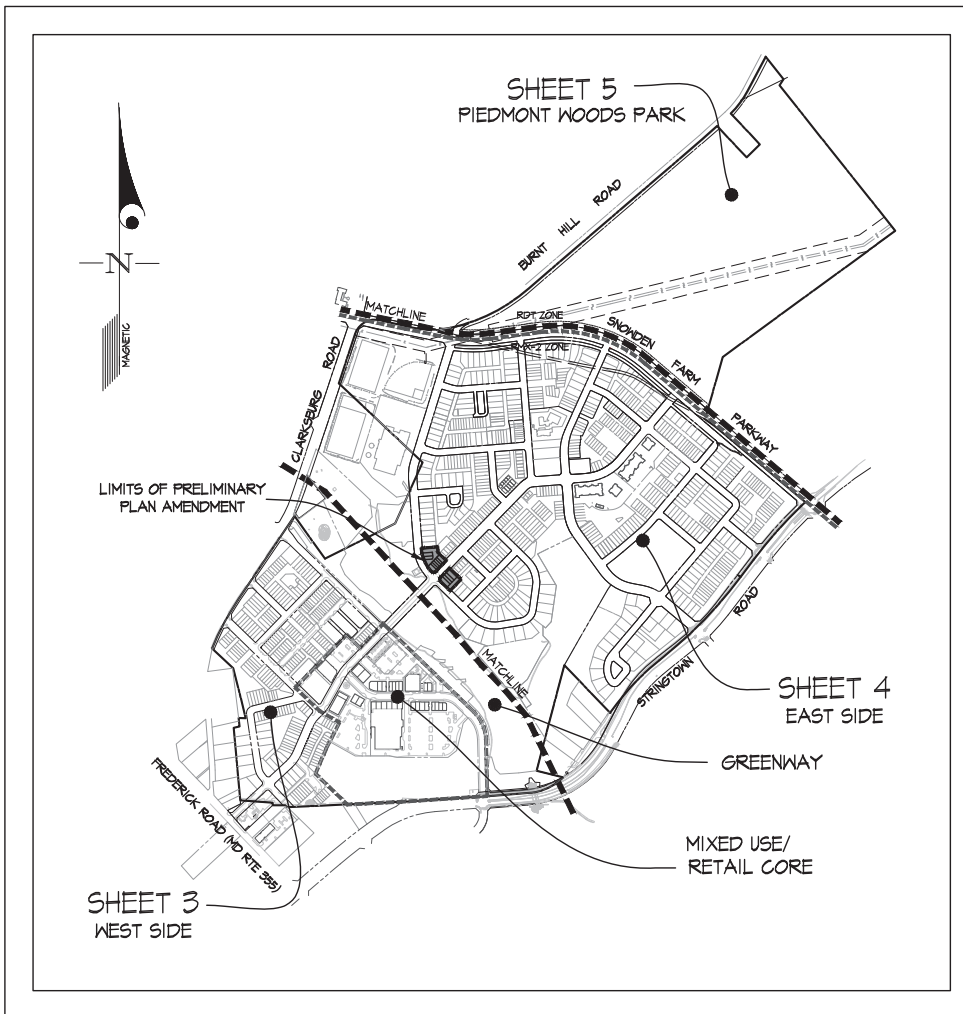 SHEET 5
PIEDMONT WOODS PARK
BURNT HILL ROAD
N
MAGNETIC
MATCHLINE
RDT ZONE
RMX-2 ZONE
SNOWDEN FARM PARKWAY
CLARKSBURG ROAD
LIMITS OF PRELIMINARY
PLAN AMENDMENT
MATCHLINE
STRINGTOWN ROAD
SHEET 4
EAST SIDE
GREENWAY
MIXED USE/
RETAIL CORE
FREDERICK ROAD (MD RTE 355)
SHEET 3
WEST SIDE